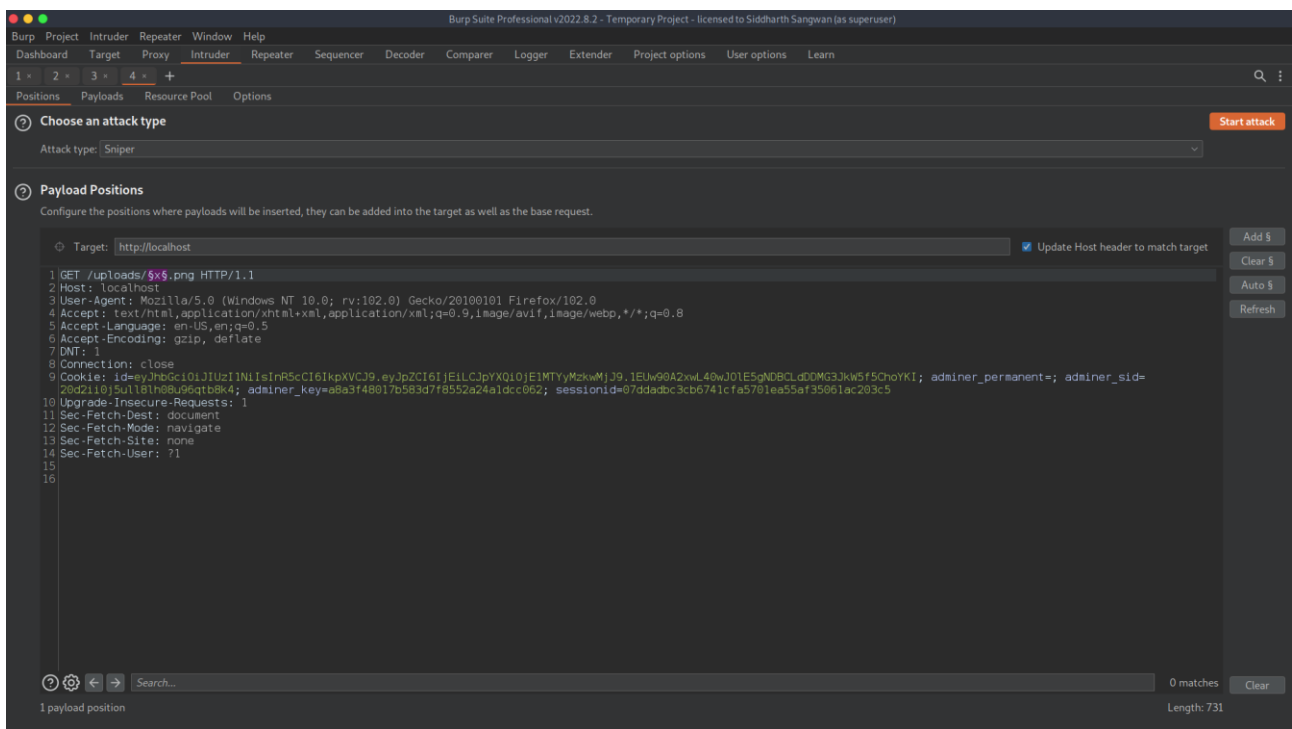 Burp Suite Professional v2022.8.2 - Temporary Project - licensed to Siddharth Sangwan (as superuser)
Burp Project Intruder Repeater Window Help
Dashboard Target Proxy Intruder Repeater Sequencer Decoder Comparer Logger Extender Project options User options Learn
1 × 2 × 3 × 4 × +
Positions Payloads Resource Pool Options
? Choose an attack type Start attack
Attack type: Sniper
? Payload Positions
Configure the positions where payloads will be inserted, they can be added into the target as well as the base request.
Target: http://localhost Update Host header to match target Add §
Clear §
Auto §
Refresh
1 GET /uploads/§x§.png HTTP/1.1
2 Host: localhost
3 User-Agent: Mozilla/5.0 (Windows NT 10.0; rv:102.0) Gecko/20100101 Firefox/102.0
4 Accept: text/html,application/xhtml+xml,application/xml;q=0.9,image/avif,image/webp,*/*;q=0.8
5 Accept-Language: en-US,en;q=0.5
6 Accept-Encoding: gzip, deflate
7 DNT: 1
8 Connection: close
9 Cookie: id= adminer_permanent=; adminer_sid=
adminer_key=a8a3f48017b583d7f8552a24a1dcc062; sessionid=07ddadbc3cb6741cfa5701ea55af35061ac203c5
10 Upgrade-Insecure-Requests: 1
11 Sec-Fetch-Dest: document
12 Sec-Fetch-Mode: navigate
13 Sec-Fetch-Site: none
14 Sec-Fetch-User: ?1
15
16
? Search... 0 matches Clear
1 payload position Length: 731